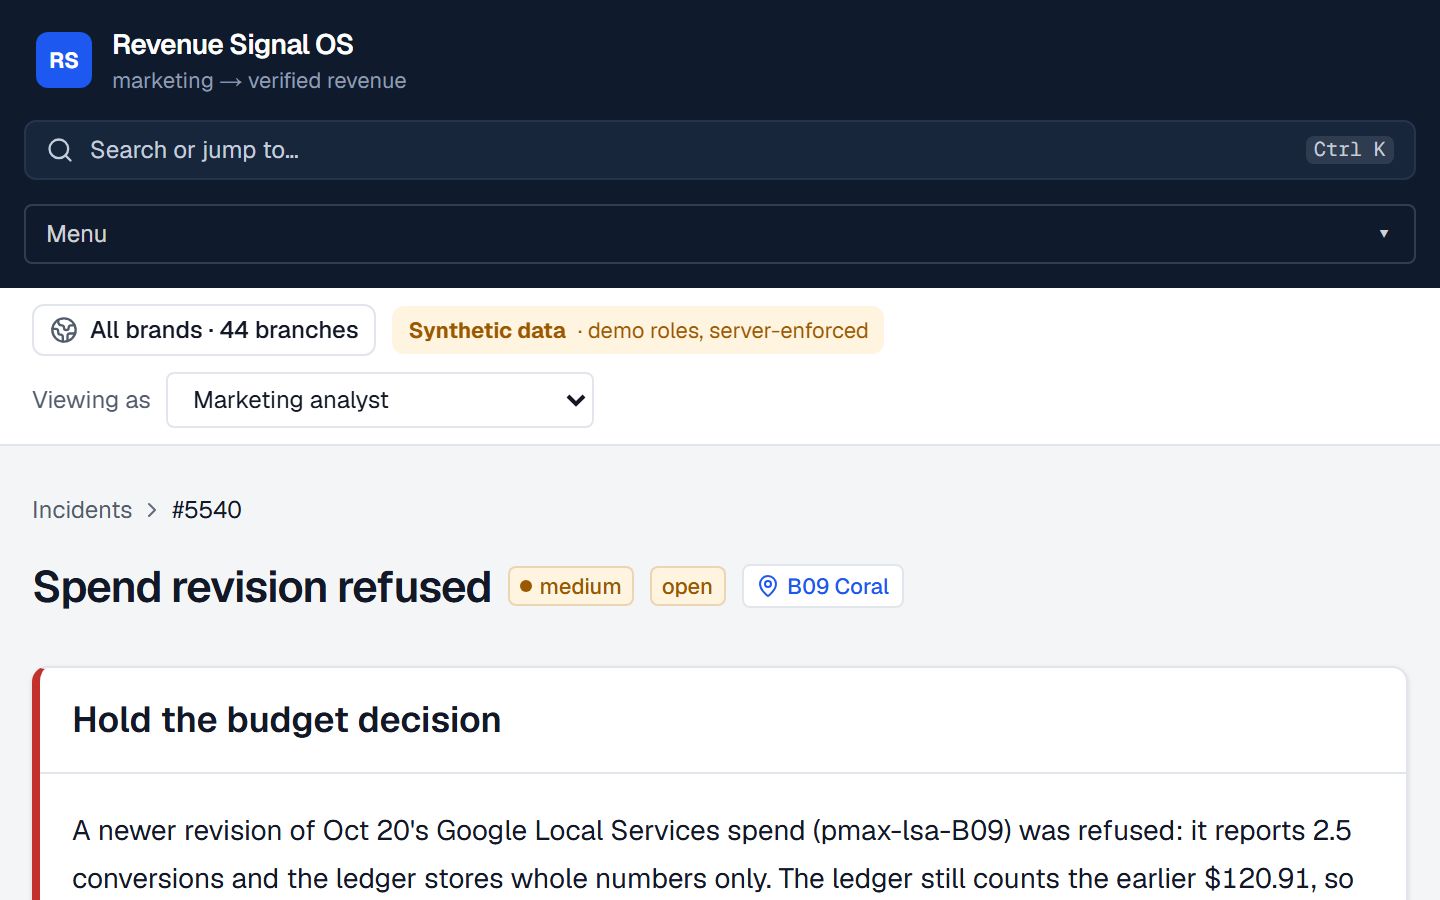 RS
Revenue Signal OS
marketing → verified revenue
Search or jump to...
Ctrl K
Menu
All brands · 44 branches
Synthetic data · demo roles, server-enforced
Viewing as
Marketing analyst
Incidents > #5540
Spend revision refused
medium
open
B09 Coral
Hold the budget decision
A newer revision of Oct 20's Google Local Services spend (pmax-lsa-B09) was refused: it reports 2.5
conversions and the ledger stores whole numbers only. The ledger still counts the earlier $120.91, so